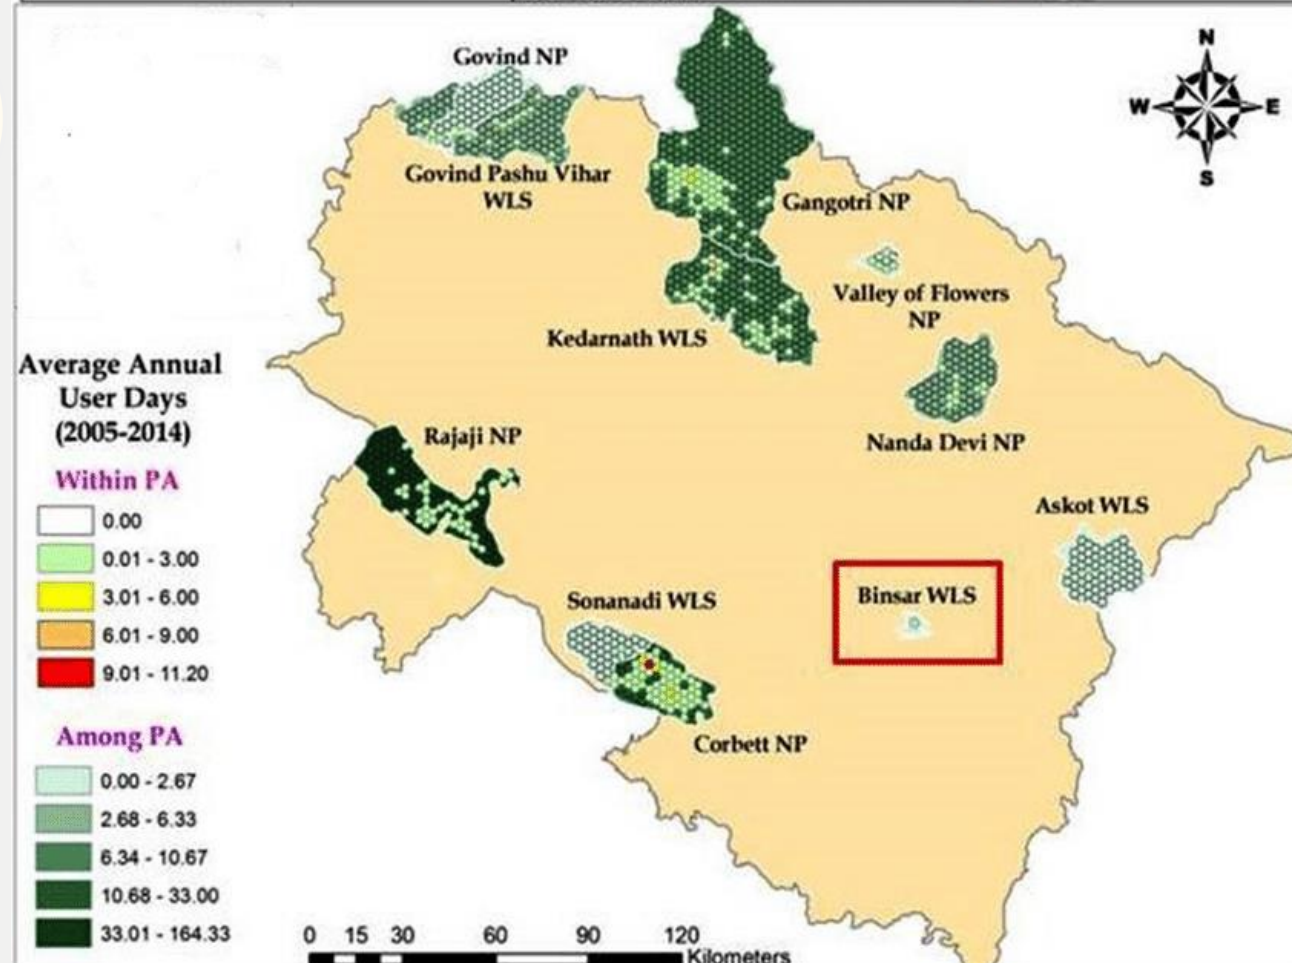 N
W
E
S
Govind NP
Govind Pashu Vihar
WLS
Gangotri NP
Valley of Flowers
NP
Kedarnath WLS
Nanda Devi NP
Rajaji NP
Askot WLS
Binsar WLS
Sonanadi WLS
Corbett NP
Average Annual
User Days
(2005-2014)
Within PA
0.00
0.01 - 3.00
3.01 - 6.00
6.01 - 9.00
9.01 - 11.20
Among PA
0.00 - 2.67
2.68 - 6.33
6.34 - 10.67
10.68 - 33.00
33.01 - 164.33
0 15 30 60 90 120
Kilometers